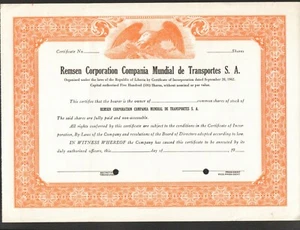 Certificate No. Shares
Remsen Corporation Compania Mundial de Transportes S. A.
Organized under the laws of the Republic of Liberia by Certificate of Incorporation dated September 20, 1961.
Capital authorized Five Hundred (500) Shares, without nominal or par value.
This certifies that the bearer is the owner of common shares of stock of
REMSEN CORPORATION COMPANIA MUNDIAL DE TRANSPORTES S. A.
The said shares are fully paid and non-assessable.
All rights conferred by this certificate are subject to the conditions in the Certificate of Incor-
poration, By-Laws of the Company and resolutions of the Board of Directors adopted according to law.
IN WITNESS WHEREOF the Company has caused this certificate to be executed by its
duly authorized officers, this day of 19